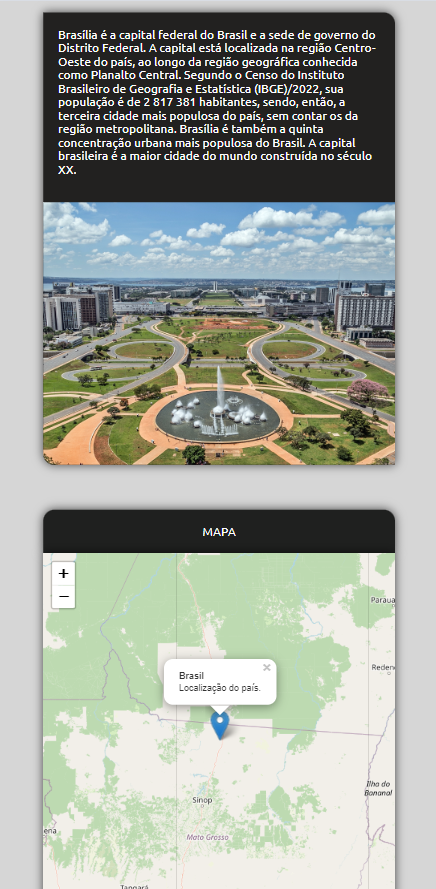 Brasília é a capital federal do Brasil e a sede de governo do
Distrito Federal. A capital está localizada na região Centro-
Oeste do país, ao longo da região geográfica conhecida
como Planalto Central. Segundo o Censo do Instituto
Brasileiro de Geografia e Estatística (IBGE)/2022, sua
população é de 2 817 381 habitantes, sendo, então, a
terceira cidade mais populosa do país, sem contar os da
região metropolitana. Brasília é também a quinta
concentração urbana mais populosa do Brasil. A capital
brasileira é a maior cidade do mundo construída no século
XX.
MAPA
+
−
Paraua
×
Brasil
Localização do país.
Reden
Ilha do
Bananal
Sinop
ena
Mato Grosso
Tangará